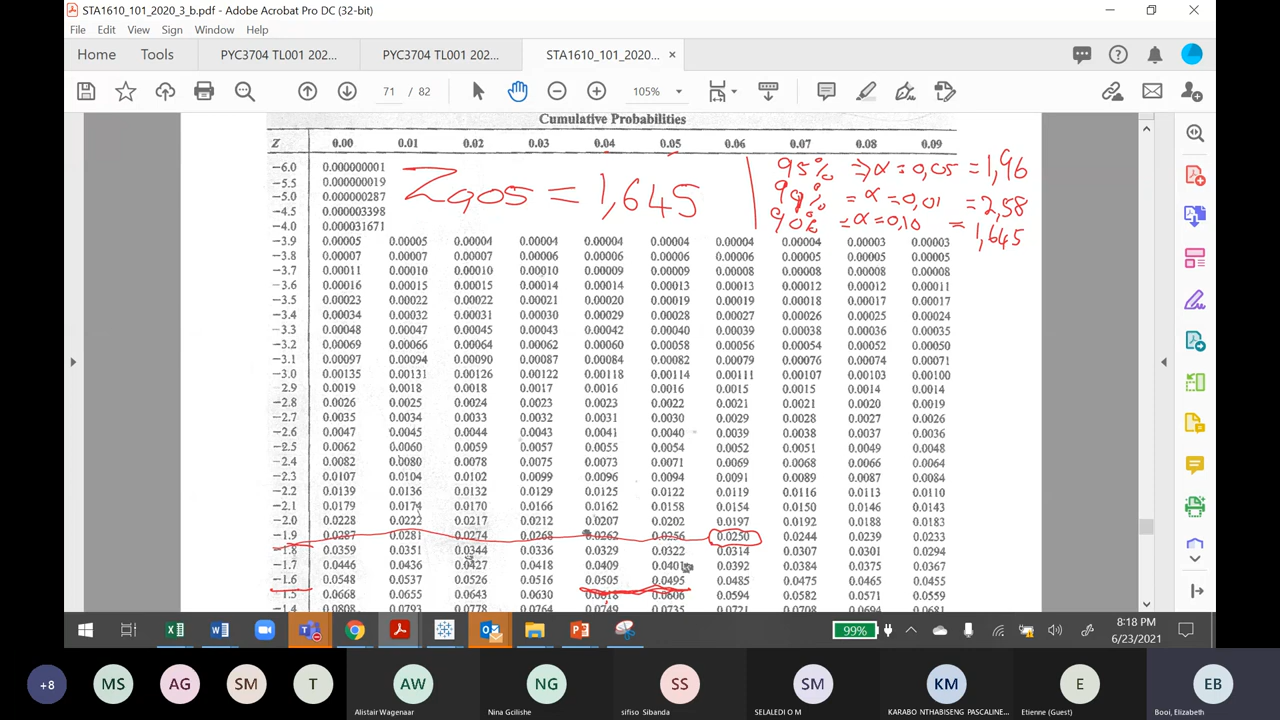 STA1610_101_2020_3_b.pdf - Adobe Acrobat Pro DC (32-bit)
File Edit View Sign Window Help
Home Tools PYC3704 TL001 202... PYC3704 TL001 202... STA1610_101_2020... ×
71 / 82 105%
Cumulative Probabilities
Z 0.00 0.01 0.02 0.03 0.04 0.05 0.06 0.07 0.08 0.09
−6.0 0.000000001
−5.5 0.000000019
−5.0 0.000000287
−4.5 0.000003398
−4.0 0.000031671
Z0,05 = 1,645
95% ⇒ α = 0,05 = 1,96
99% = α = 0,01 = 2,58
90% = α = 0,10 = 1,645
−3.9 0.00005 0.00005 0.00004 0.00004 0.00004 0.00004 0.00004 0.00004 0.00003 0.00003
−3.8 0.00007 0.00007 0.00007 0.00006 0.00006 0.00006 0.00006 0.00005 0.00005 0.00005
−3.7 0.00011 0.00010 0.00010 0.00010 0.00009 0.00009 0.00008 0.00008 0.00008 0.00008
−3.6 0.00016 0.00015 0.00015 0.00014 0.00014 0.00013 0.00013 0.00012 0.00012 0.00011
−3.5 0.00023 0.00022 0.00022 0.00021 0.00020 0.00019 0.00019 0.00018 0.00017 0.00017
−3.4 0.00034 0.00032 0.00031 0.00030 0.00029 0.00028 0.00027 0.00026 0.00025 0.00024
−3.3 0.00048 0.00047 0.00045 0.00043 0.00042 0.00040 0.00039 0.00038 0.00036 0.00035
−3.2 0.00069 0.00066 0.00064 0.00062 0.00060 0.00058 0.00056 0.00054 0.00052 0.00050
−3.1 0.00097 0.00094 0.00090 0.00087 0.00084 0.00082 0.00079 0.00076 0.00074 0.00071
−3.0 0.00135 0.00131 0.00126 0.00122 0.00118 0.00114 0.00111 0.00107 0.00103 0.00100
−2.9 0.0019 0.0018 0.0018 0.0017 0.0016 0.0016 0.0015 0.0015 0.0014 0.0014
−2.8 0.0026 0.0025 0.0024 0.0023 0.0023 0.0022 0.0021 0.0021 0.0020 0.0019
−2.7 0.0035 0.0034 0.0033 0.0032 0.0031 0.0030 0.0029 0.0028 0.0027 0.0026
−2.6 0.0047 0.0045 0.0044 0.0043 0.0041 0.0040 0.0039 0.0038 0.0037 0.0036
−2.5 0.0062 0.0060 0.0059 0.0057 0.0055 0.0054 0.0052 0.0051 0.0049 0.0048
−2.4 0.0082 0.0080 0.0078 0.0075 0.0073 0.0071 0.0069 0.0068 0.0066 0.0064
−2.3 0.0107 0.0104 0.0102 0.0099 0.0096 0.0094 0.0091 0.0089 0.0087 0.0084
−2.2 0.0139 0.0136 0.0132 0.0129 0.0125 0.0122 0.0119 0.0116 0.0113 0.0110
−2.1 0.0179 0.0174 0.0170 0.0166 0.0162 0.0158 0.0154 0.0150 0.0146 0.0143
−2.0 0.0228 0.0222 0.0217 0.0212 0.0207 0.0202 0.0197 0.0192 0.0188 0.0183
−1.9 0.0287 0.0281 0.0274 0.0268 0.0262 0.0256 0.0250 0.0244 0.0239 0.0233
−1.8 0.0359 0.0351 0.0344 0.0336 0.0329 0.0322 0.0314 0.0307 0.0301 0.0294
−1.7 0.0446 0.0436 0.0427 0.0418 0.0409 0.0401 0.0392 0.0384 0.0375 0.0367
−1.6 0.0548 0.0537 0.0526 0.0516 0.0505 0.0495 0.0485 0.0475 0.0465 0.0455
−1.5 0.0668 0.0655 0.0643 0.0630 0.0618 0.0606 0.0594 0.0582 0.0571 0.0559
−1.4 0.0808 0.0793 0.0778 0.0764 0.0749 0.0735 0.0721 0.0708 0.0694 0.0681
99% 8:18 PM
6/23/2021
+8 MS AG SM T AW NG SS SM KM E EB
Alistair Wagenaar Nina Gcilishe sifiso Sibanda SELALEDI O M KARABO NTHABISENG PASCALINE... Etienne (Guest) Booi, Elizabeth